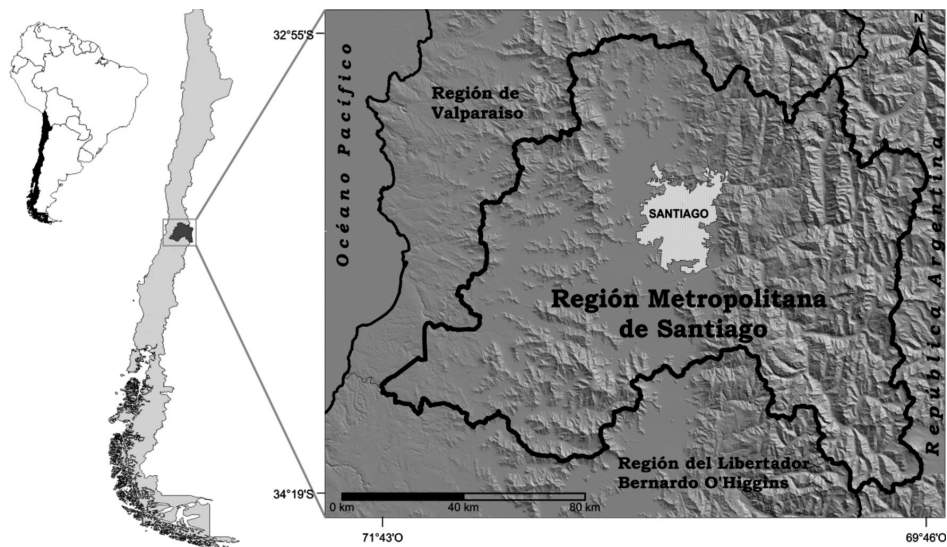 32°55'S
N
Océano Pacífico
Región de
Valparaiso
SANTIAGO
República Argentina
Región Metropolitana
de Santiago
Región del Libertador
Bernardo O'Higgins
34°19'S
0 km
40 km
80 km
71°43'O
69°46'O